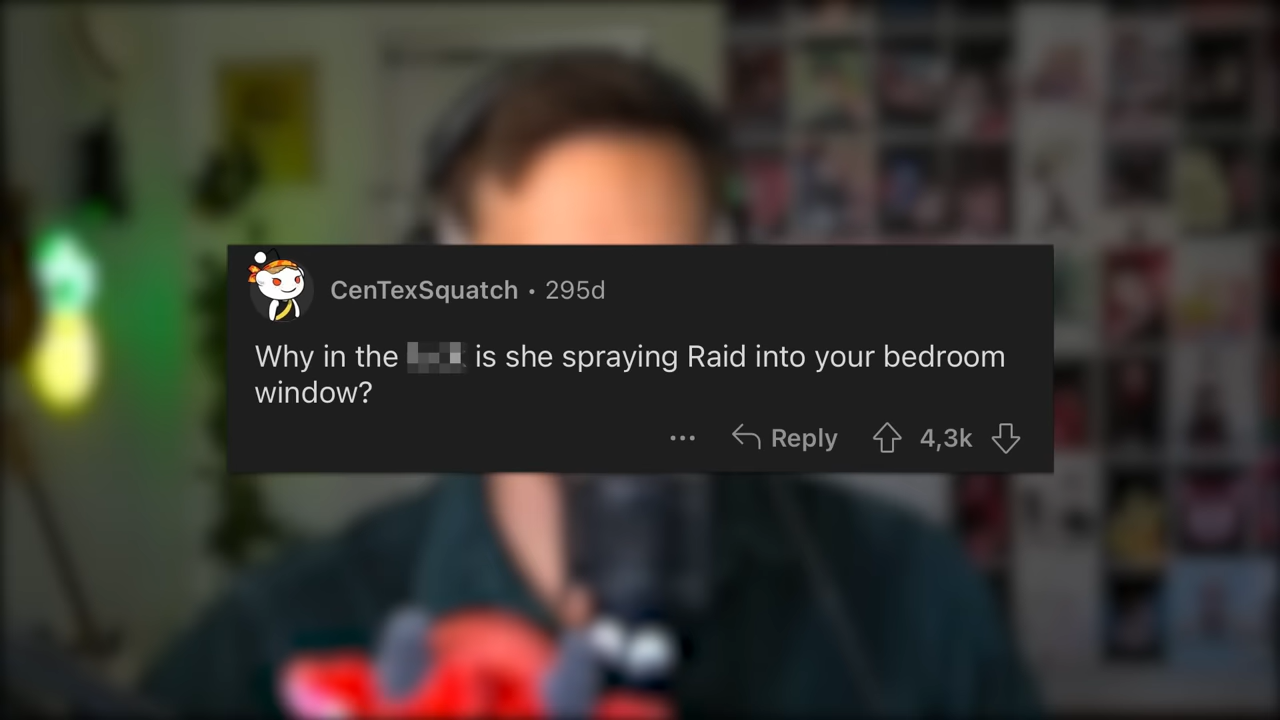 CenTexSquatch • 295d
Why in the is she spraying Raid into your bedroom
window?
... Reply 4,3k